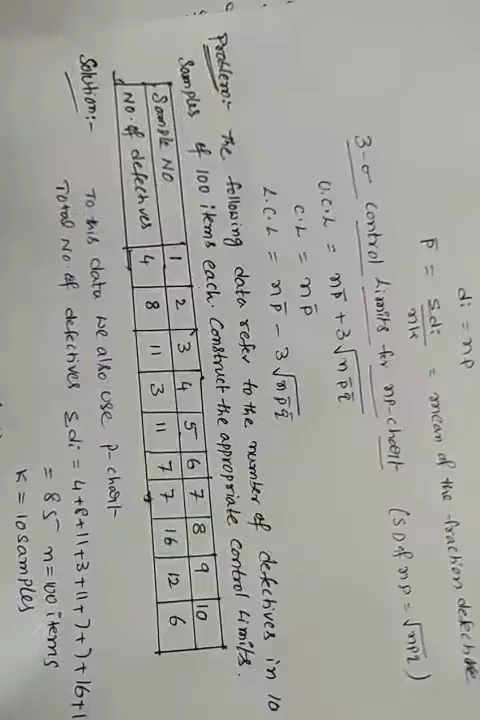 di = np
p̄ = Σdi / nk = mean of the fraction defective
3-σ control Limits for np-chart (S.D of np = √npq)
U.C.L = np̄ + 3√np̄q̄
C.L = np̄
L.C.L = np̄ - 3√np̄q̄
Problem:- The following data refer to the number of defectives in 10
samples of 100 items each. Construct the appropriate control Limits.
Sample NO 1 2 3 4 5 6 7 8 9 10
No. of defectives 4 8 11 3 11 7 7 16 12 6
Solution:- To this data we also use p-chart
Total No. of defectives Σdi = 4+8+11+3+11+7+7+16+1
= 85 n = 100 items
K = 10 samples